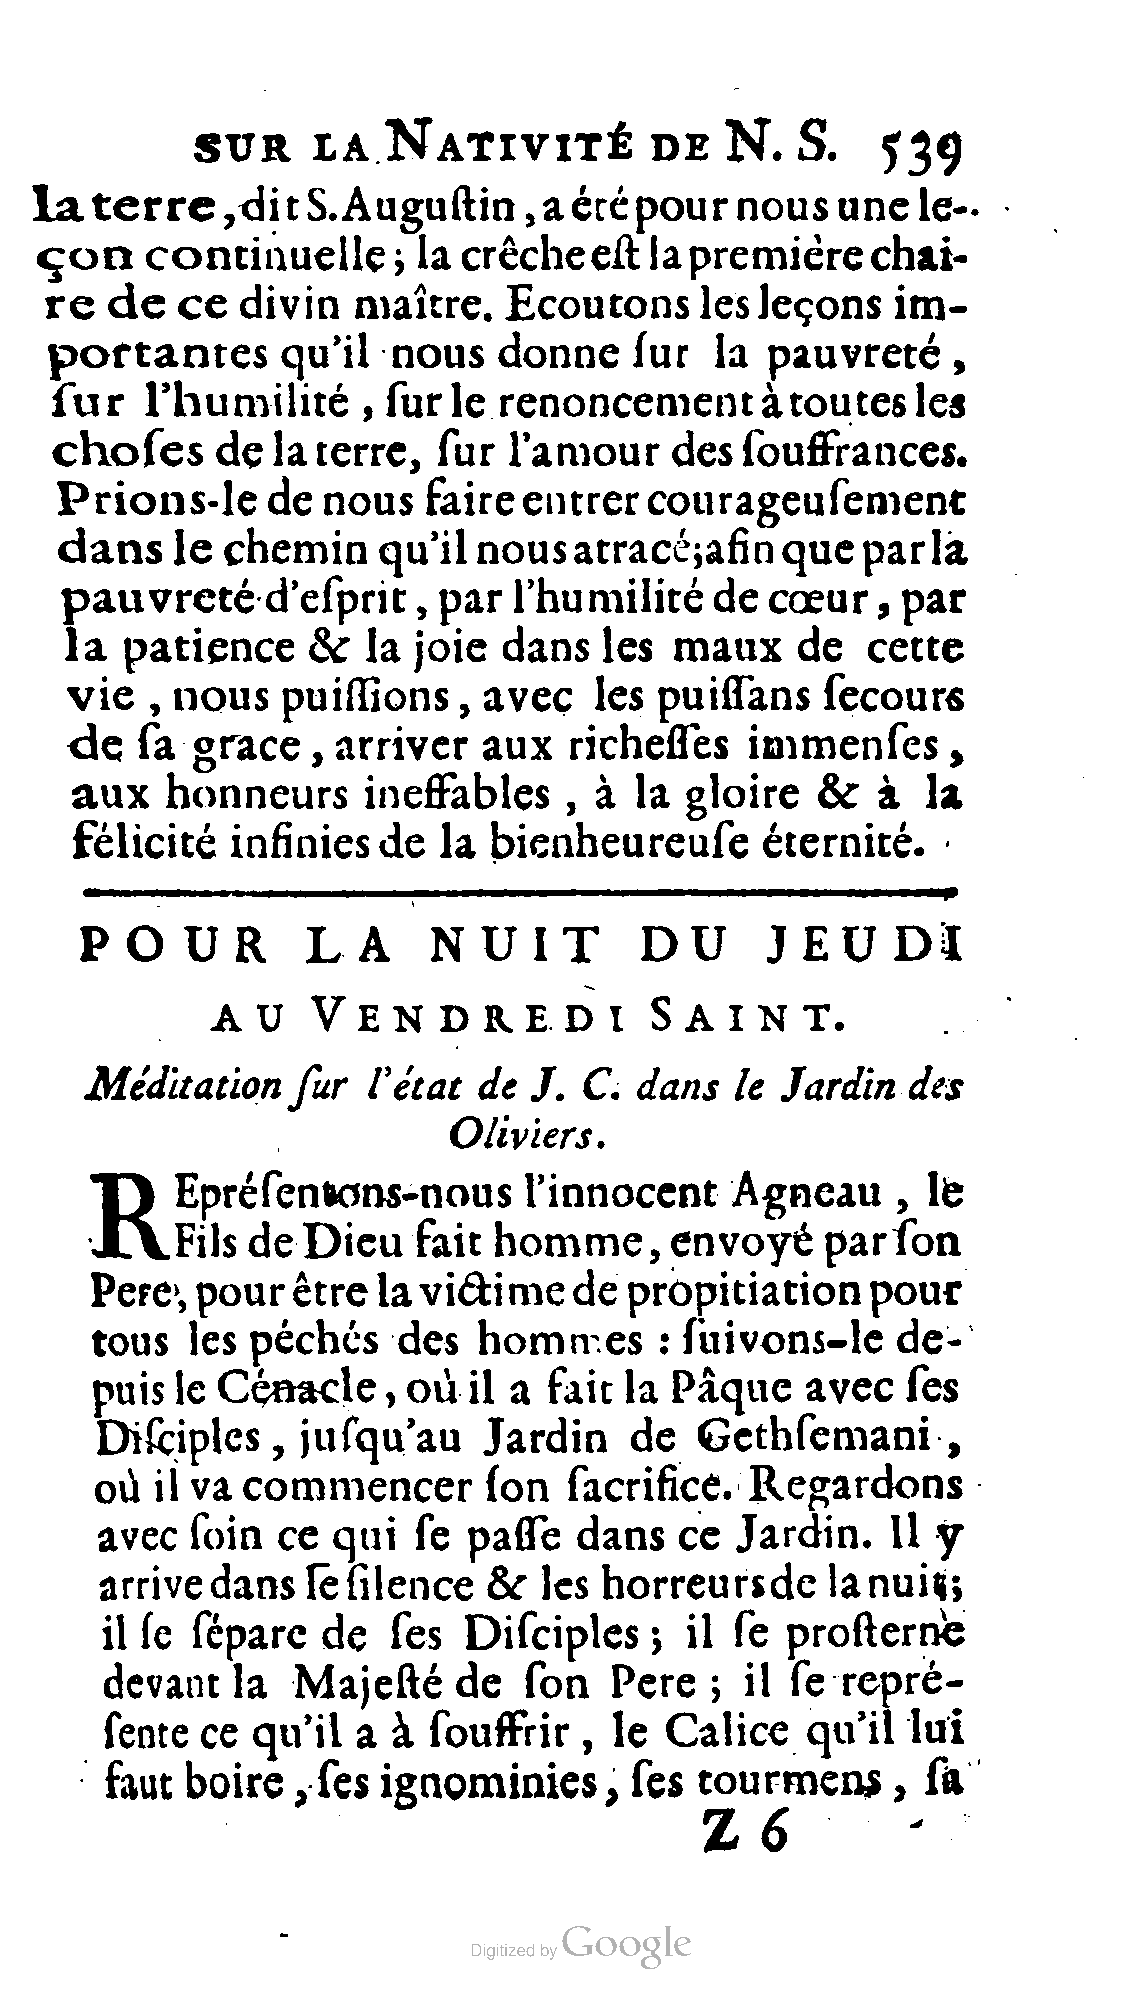 SUR LA NATIVITÉ DE N. S. 539
la terre, dit S. Auguſtin, a été pour nous une le-
çon continuelle; la crêche eſt la première chai-
re de ce divin maître. Ecoutons les leçons im-
portantes qu'il nous donne ſur la pauvreté,
ſur l'humilité, ſur le renoncement à toutes les
choſes de la terre, ſur l'amour des ſouffrances.
Prions-le de nous faire entrer courageuſement
dans le chemin qu'il nous a tracé; afin que par la
pauvreté d'eſprit, par l'humilité de cœur, par
la patience & la joie dans les maux de cette
vie, nous puiſſions, avec les puiſſans ſecours
de ſa grace, arriver aux richeſſes immenſes,
aux honneurs ineffables, à la gloire & à la
félicité infinies de la bienheureuſe éternité.
POUR LA NUIT DU JEUDI
AU VENDREDI SAINT.
Méditation ſur l'état de J. C. dans le Jardin des
Oliviers.
REpréſentons-nous l'innocent Agneau, le
Fils de Dieu fait homme, envoyé par ſon
Pere, pour être la victime de propitiation pour
tous les péchés des hommes : ſuivons-le de-
puis le Cénacle, où il a fait la Pâque avec ſes
Diſciples, juſqu'au Jardin de Gethſemani,
où il va commencer ſon ſacrifice. Regardons
avec ſoin ce qui ſe paſſe dans ce Jardin. Il y
arrive dans le ſilence & les horreurs de la nuit;
il ſe ſépare de ſes Diſciples; il ſe proſterne
devant la Majeſté de ſon Pere; il ſe repré-
ſente ce qu'il a à ſouffrir, le Calice qu'il lui
faut boire, ſes ignominies, ſes tourmens, ſa
Z 6
Digitized by Google